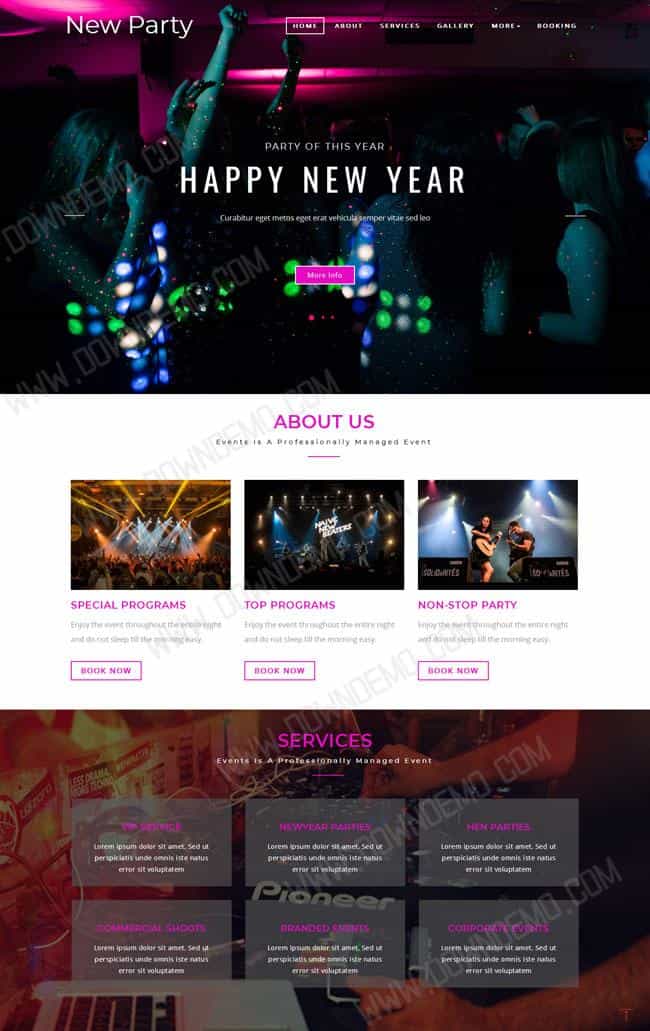 New Party
HOME ABOUT SERVICES GALLERY MORE BOOKING
PARTY OF THIS YEAR
HAPPY NEW YEAR
Curabitur eget metos eget erat vehicula semper vitae sed leo
More Info
WWW.DOWNDEMO.COM
ABOUT US
Events Is A Professionally Managed Event
NAIVE NEW BEATERS
SPECIAL PROGRAMS
Enjoy the event throughout the entire night
and do not sleep till the morning easy.
BOOK NOW
TOP PROGRAMS
Enjoy the event throughout the entire night
and do not sleep till the morning easy.
BOOK NOW
NON-STOP PARTY
Enjoy the event throughout the entire night
and do not sleep till the morning easy.
BOOK NOW
SERVICES
Events Is A Professionally Managed Event
LESS DRAMA.
MORE TECHNO
VIP SERVICE
Lorem ipsum dolor sit amet, Sed ut
perspiciatis unde omnis iste natus
error sit voluptatem
NEWYEAR PARTIES
Lorem ipsum dolor sit amet, Sed ut
perspiciatis unde omnis iste natus
error sit voluptatem
HEN PARTIES
Lorem ipsum dolor sit amet, Sed ut
perspiciatis unde omnis iste natus
error sit voluptatem
Pioneer
COMMERCIAL SHOOTS
Lorem ipsum dolor sit amet, Sed ut
perspiciatis unde omnis iste natus
error sit voluptatem
BRANDED EVENTS
Lorem ipsum dolor sit amet, Sed ut
perspiciatis unde omnis iste natus
error sit voluptatem
CORPORATE EVENTS
Lorem ipsum dolor sit amet, Sed ut
perspiciatis unde omnis iste natus
error sit voluptatem